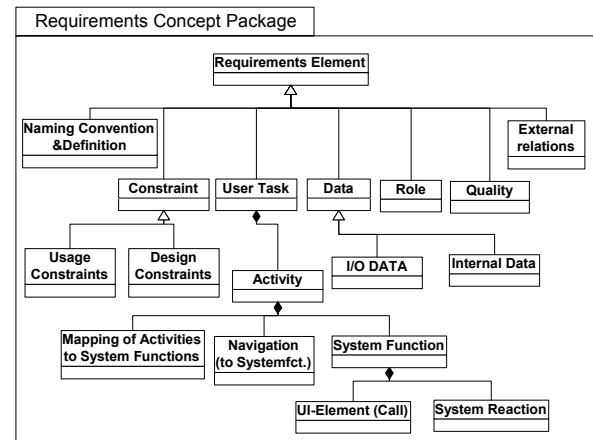 Requirements Concept Package
Requirements Element
Naming Convention
&Definition
External
relations
Constraint
User Task
Data
Role
Quality
Usage
Constraints
Design
Constraints
Activity
I/O DATA
Internal Data
Mapping of Activities
to System Functions
Navigation
(to Systemfct.)
System Function
UI-Element (Call)
System Reaction